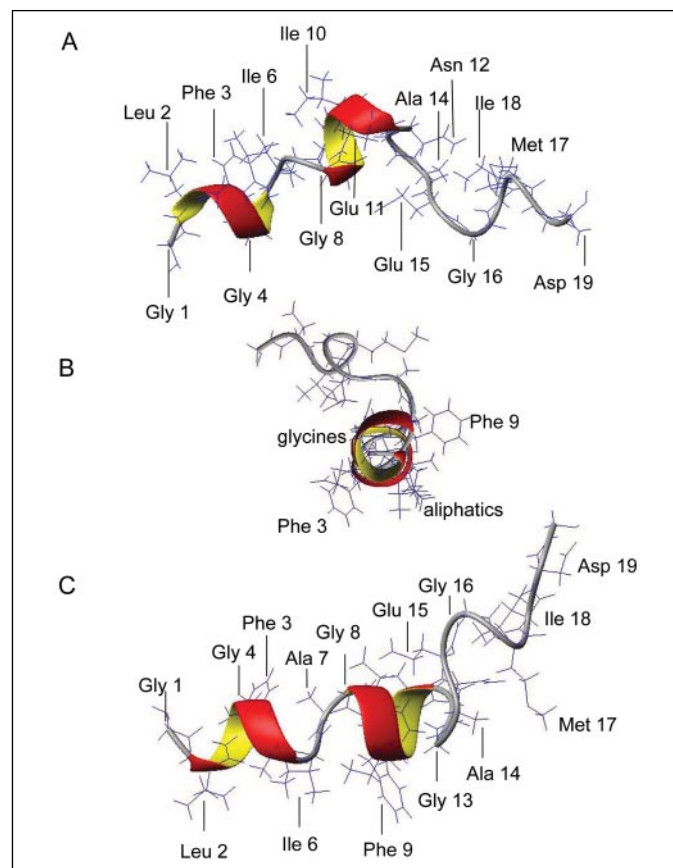 A
Ile 10
Ile 6
Phe 3
Leu 2
Asn 12
Ala 14
Ile 18
Met 17
Glu 11
Gly 8
Gly 4
Gly 1
Glu 15
Gly 16
Asp 19
B
glycines
Phe 9
Phe 3
aliphatics
C
Asp 19
Gly 16
Glu 15
Ile 18
Phe 3
Gly 8
Gly 4
Ala 7
Gly 1
Met 17
Ala 14
Gly 13
Leu 2
Ile 6
Phe 9